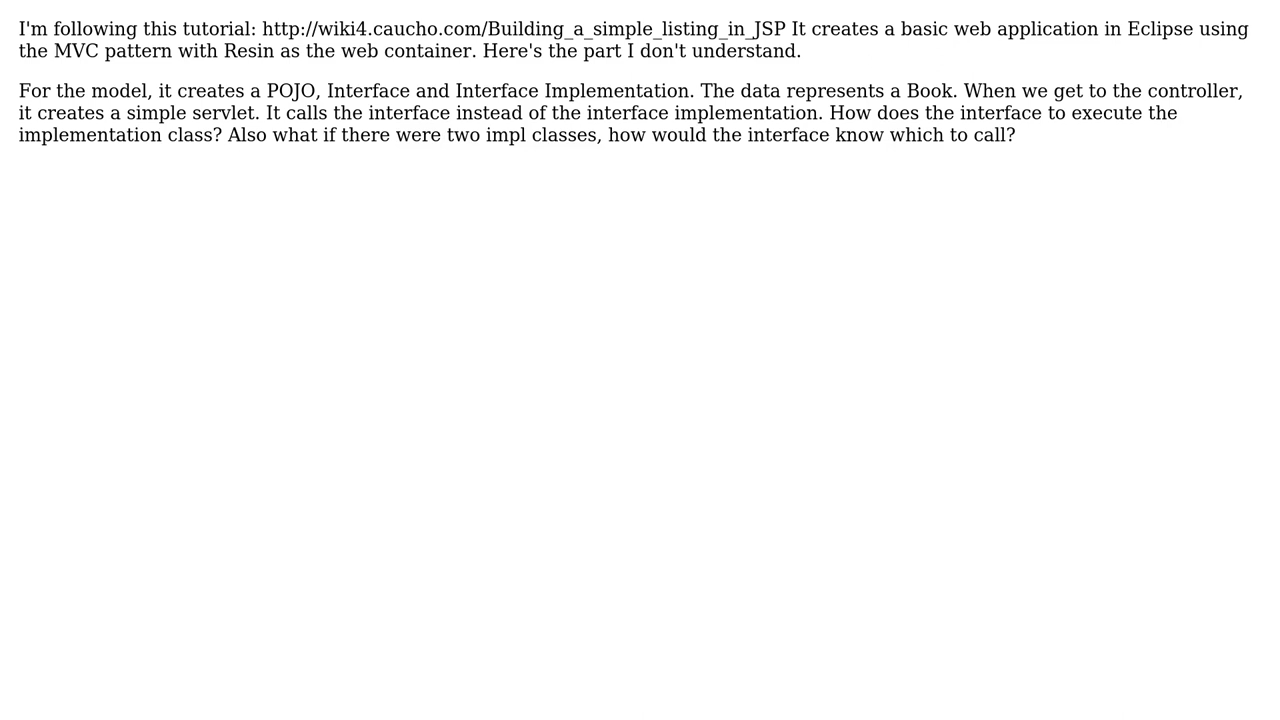 I'm following this tutorial: http://wiki4.caucho.com/Building_a_simple_listing_in_JSP It creates a basic web application in Eclipse using
the MVC pattern with Resin as the web container. Here's the part I don't understand.
For the model, it creates a POJO, Interface and Interface Implementation. The data represents a Book. When we get to the controller,
it creates a simple servlet. It calls the interface instead of the interface implementation. How does the interface to execute the
implementation class? Also what if there were two impl classes, how would the interface know which to call?